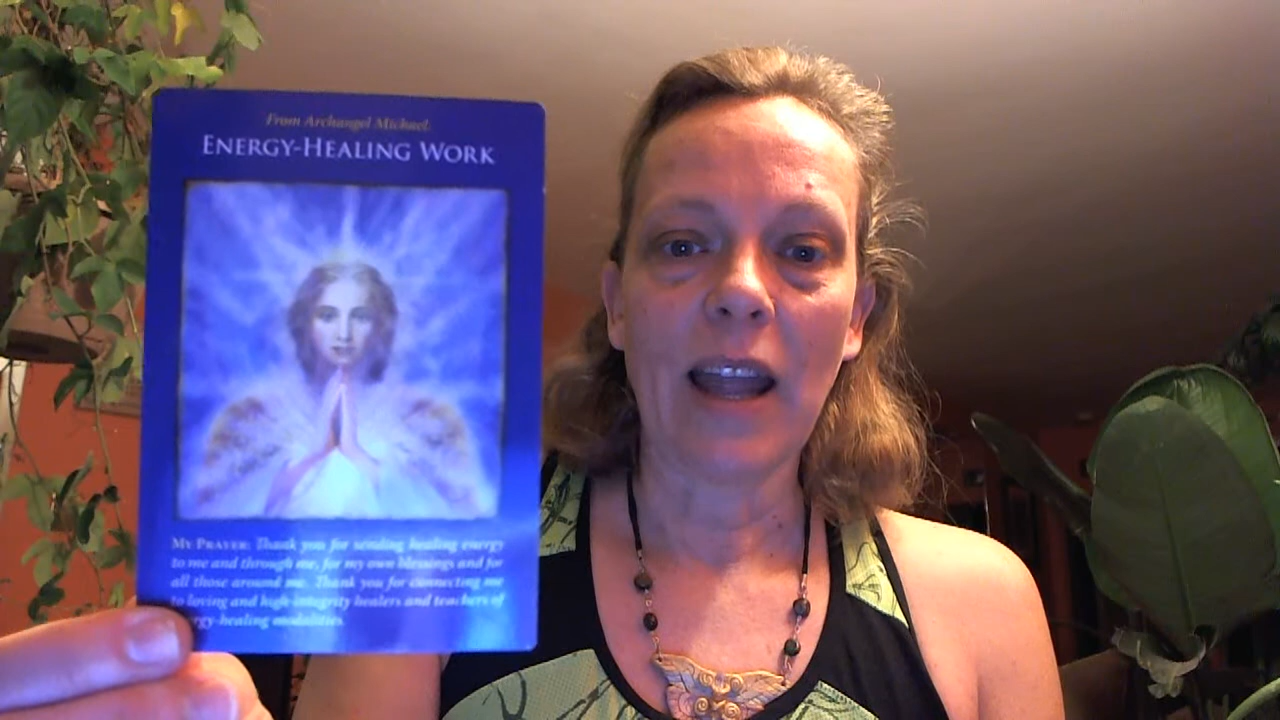 From Archangel Michael:
ENERGY-HEALING WORK
MY PRAYER: Thank you for sending healing energy
to me and through me, for my own blessings and for
all those around me. Thank you for connecting me
to loving and high-integrity healers and teachers of
ergy-healing modalities.